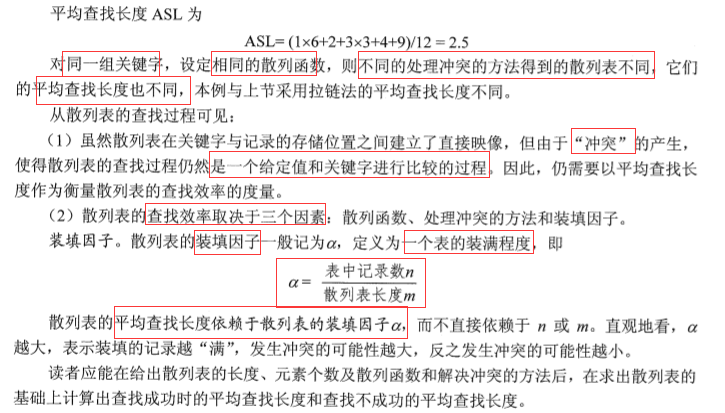 平均查找长度 ASL 为
ASL= (1×6+2+3×3+4+9)/12 = 2.5
对同一组关键字，设定相同的散列函数，则不同的处理冲突的方法得到的散列表不同，它们
的平均查找长度也不同，本例与上节采用拉链法的平均查找长度不同。
从散列表的查找过程可见：
（1）虽然散列表在关键字与记录的存储位置之间建立了直接映像，但由于“冲突”的产生，
使得散列表的查找过程仍然是一个给定值和关键字进行比较的过程。因此，仍需要以平均查找长
度作为衡量散列表的查找效率的度量。
（2）散列表的查找效率取决于三个因素：散列函数、处理冲突的方法和装填因子。
装填因子。散列表的装填因子一般记为α，定义为一个表的装满程度，即
α = 表中记录数n / 散列表长度m
散列表的平均查找长度依赖于散列表的装填因子α，而不直接依赖于 n 或 m。直观地看，α
越大，表示装填的记录越“满”，发生冲突的可能性越大，反之发生冲突的可能性越小。
读者应能在给出散列表的长度、元素个数及散列函数和解决冲突的方法后，在求出散列表的
基础上计算出查找成功时的平均查找长度和查找不成功的平均查找长度。